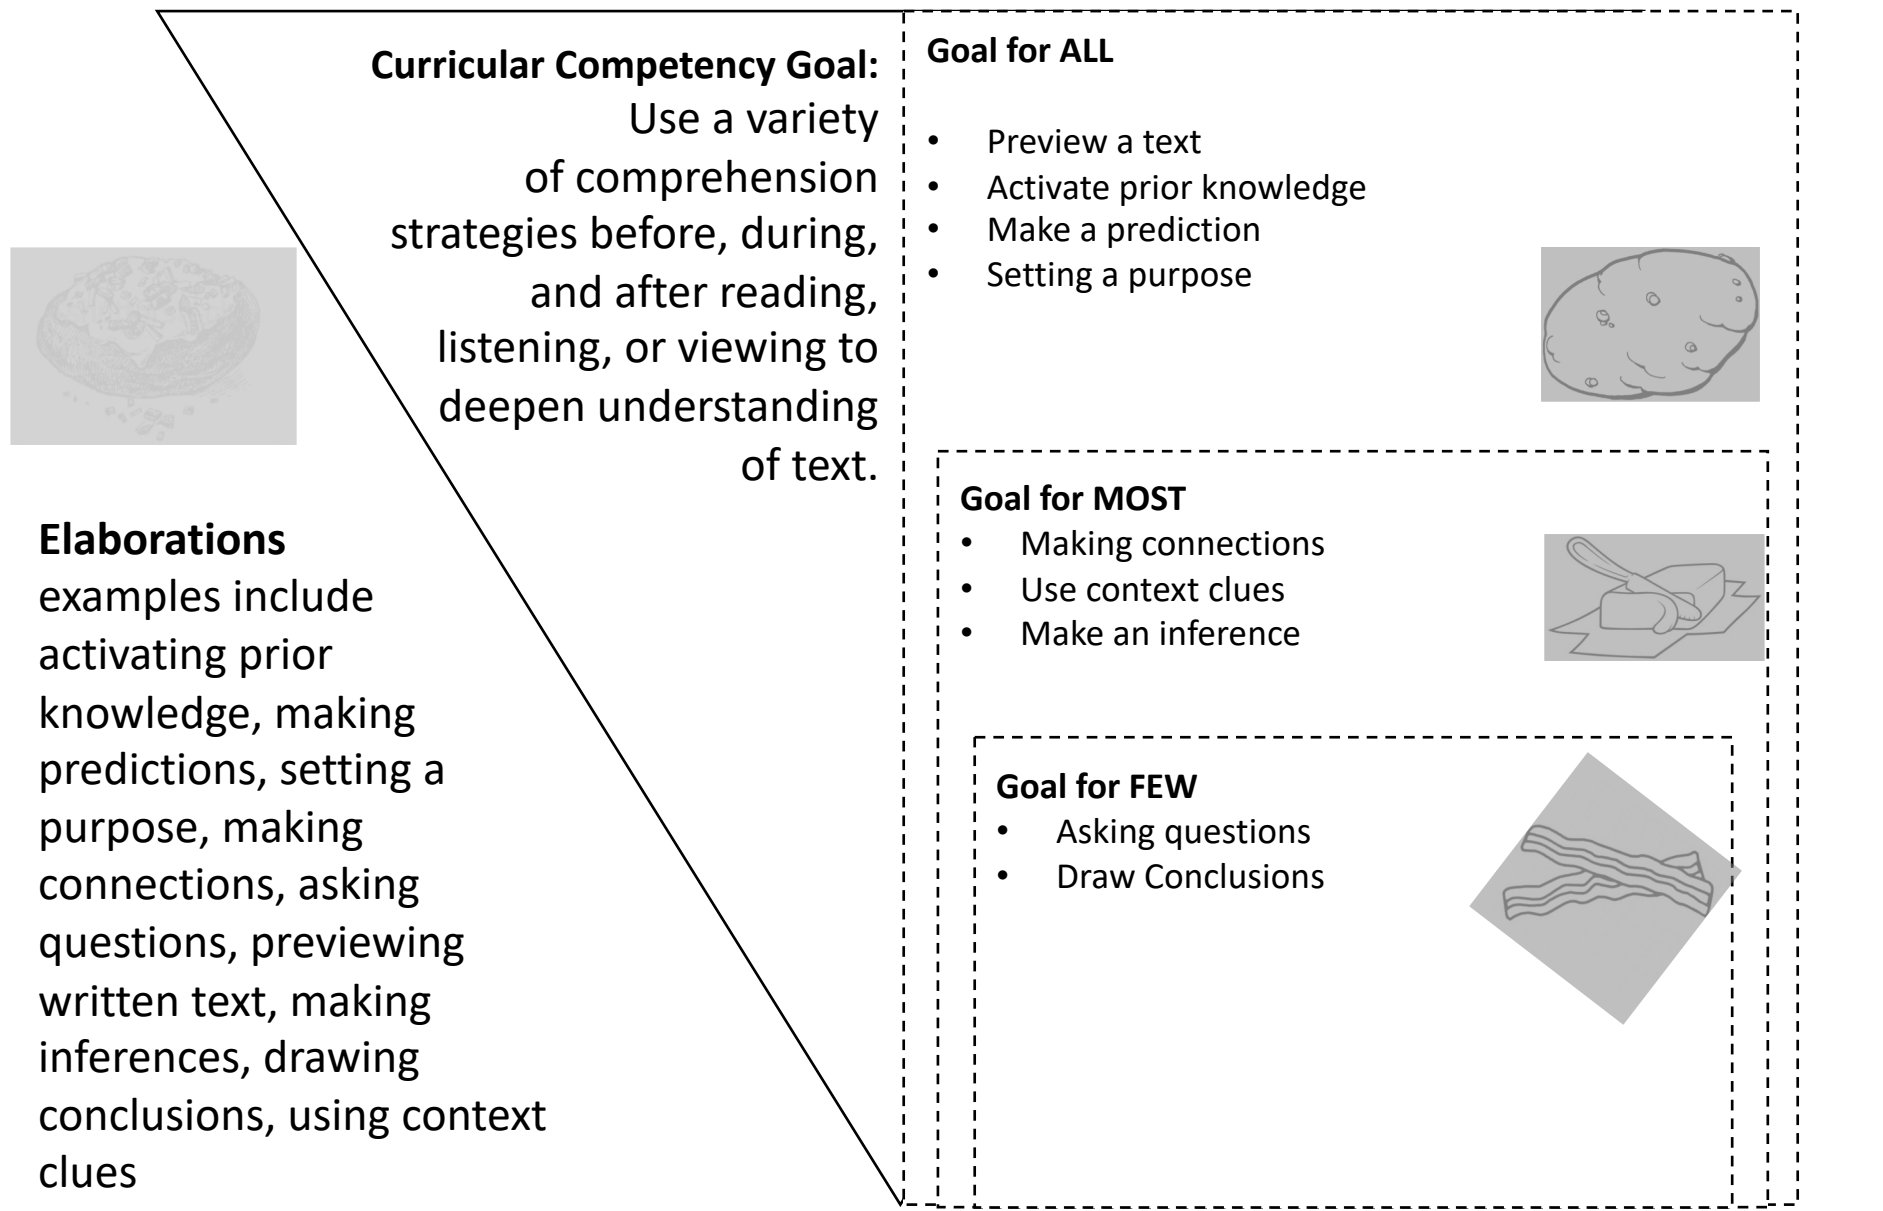 Curricular Competency Goal:
Use a variety
of comprehension
strategies before, during,
and after reading,
listening, or viewing to
deepen understanding
of text.
Elaborations
examples include
activating prior
knowledge, making
predictions, setting a
purpose, making
connections, asking
questions, previewing
written text, making
inferences, drawing
conclusions, using context
clues
Goal for ALL
• Preview a text
• Activate prior knowledge
• Make a prediction
• Setting a purpose
Goal for MOST
• Making connections
• Use context clues
• Make an inference
Goal for FEW
• Asking questions
• Draw Conclusions